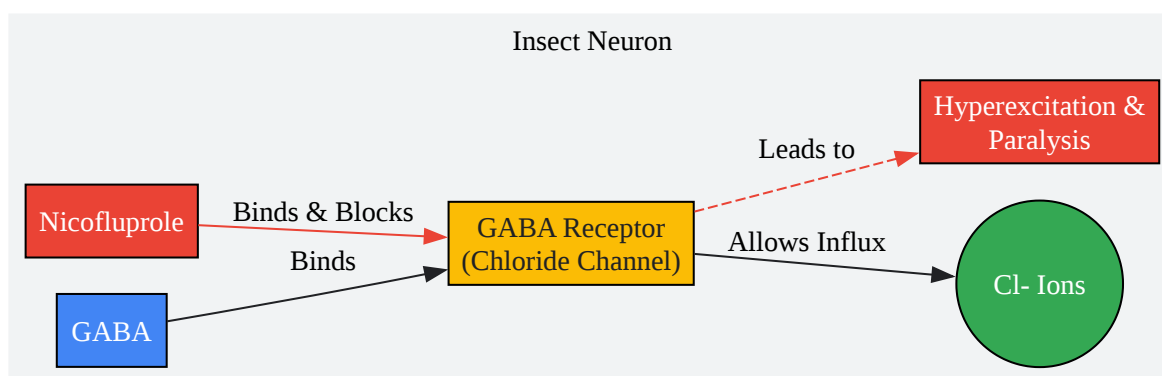 Insect Neuron
Hyperexcitation &
Paralysis
Leads to
Nicofluprole
Binds & Blocks
GABA Receptor
(Chloride Channel)
Allows Influx
Binds
Cl- Ions
GABA